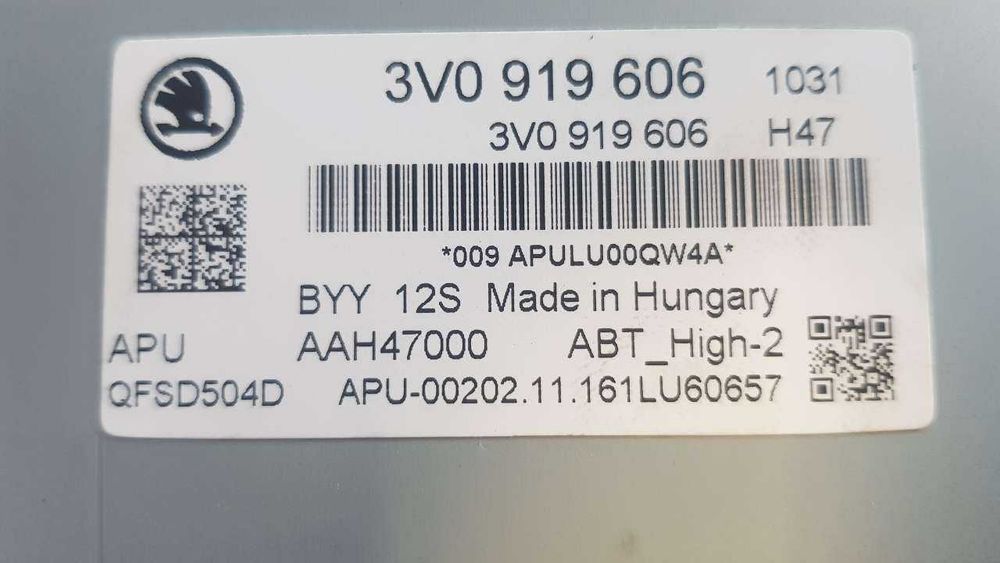 3V0 919 606 1031
3V0 919 606 H47
*009 APULU00QW4A*
BYY 12S Made in Hungary
APU AAH47000 ABT_High-2
QFSD504D APU-00202.11.161LU60657